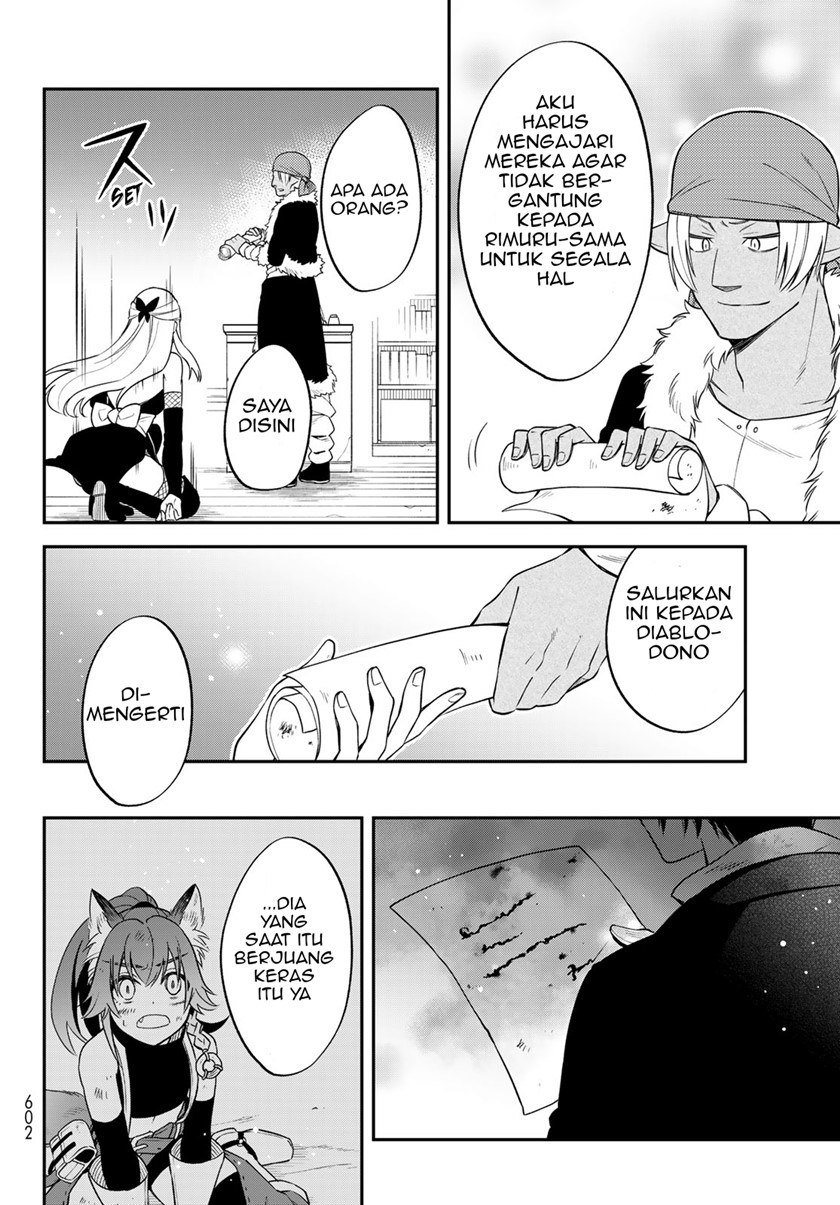 AKU
HARUS
MENGAJARI
MEREKA AGAR
TIDAK BER-
GANTUNG
KEPADA
RIMURU-SAMA
UNTUK SEGALA
HAL
APA ADA
ORANG?
ス
SET
SAYA
DISINI
SALURKAN
INI KEPADA
DIABLO-
DONO
DI-
MENGERTI
...DIA
YANG
SAAT ITU
BERJUANG
KERAS
ITU YA
602